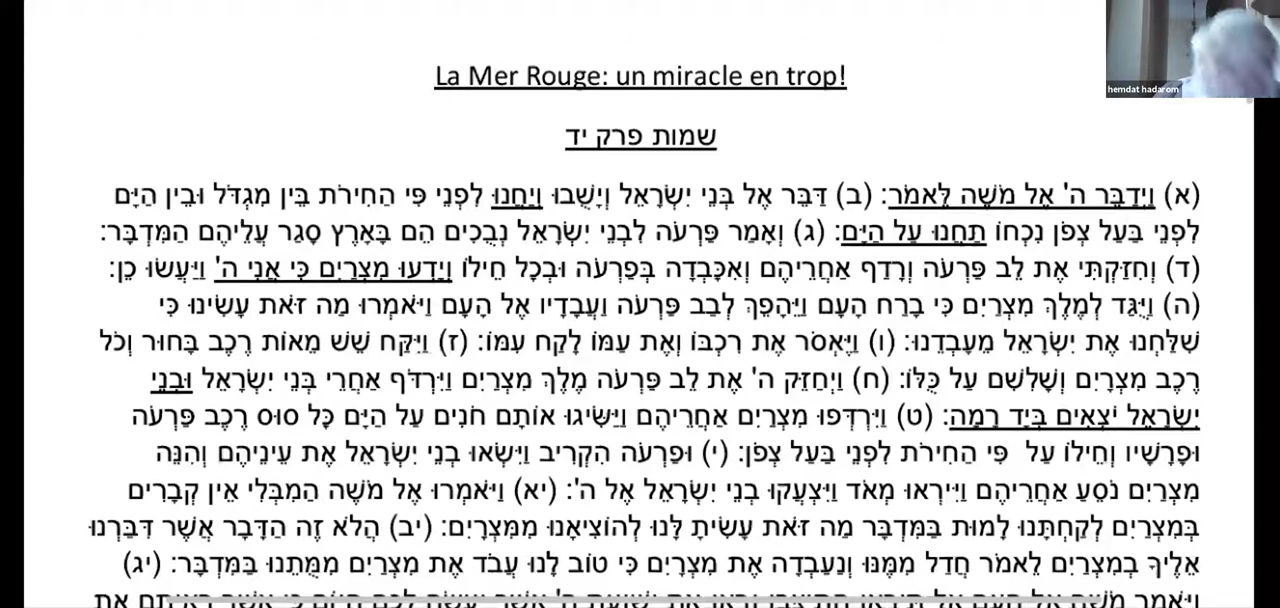 La Mer Rouge: un miracle en trop!
hemdat hadarom
שמות פרק יד
(א) וַיְדַבֵּר ה' אֶל מֹשֶׁה לֵּאמֹר: (ב) דַּבֵּר אֶל בְּנֵי יִשְׂרָאֵל וְיָשֻׁבוּ וְיַחֲנוּ לִפְנֵי פִּי הַחִירֹת בֵּין מִגְדֹּל וּבֵין הַיָּם
לִפְנֵי בַּעַל צְפֹן נִכְחוֹ תַחֲנוּ עַל הַיָּם: (ג) וְאָמַר פַּרְעֹה לִבְנֵי יִשְׂרָאֵל נְבֻכִים הֵם בָּאָרֶץ סָגַר עֲלֵיהֶם הַמִּדְבָּר:
(ד) וְחִזַּקְתִּי אֶת לֵב פַּרְעֹה וְרָדַף אַחֲרֵיהֶם וְאִכָּבְדָה בְּפַרְעֹה וּבְכָל חֵילוֹ וְיָדְעוּ מִצְרַיִם כִּי אֲנִי ה' וַיַּעֲשׂוּ כֵן:
(ה) וַיֻּגַּד לְמֶלֶךְ מִצְרַיִם כִּי בָרַח הָעָם וַיֵּהָפֵךְ לְבַב פַּרְעֹה וַעֲבָדָיו אֶל הָעָם וַיֹּאמְרוּ מַה זֹּאת עָשִׂינוּ כִּי
שִׁלַּחְנוּ אֶת יִשְׂרָאֵל מֵעָבְדֵנוּ: (ו) וַיֶּאְסֹר אֶת רִכְבּוֹ וְאֶת עַמּוֹ לָקַח עִמּוֹ: (ז) וַיִּקַּח שֵׁשׁ מֵאוֹת רֶכֶב בָּחוּר וְכֹל
רֶכֶב מִצְרָיִם וְשָׁלִשִׁם עַל כֻּלּוֹ: (ח) וַיְחַזֵּק ה' אֶת לֵב פַּרְעֹה מֶלֶךְ מִצְרַיִם וַיִּרְדֹּף אַחֲרֵי בְּנֵי יִשְׂרָאֵל וּבְנֵי
יִשְׂרָאֵל יֹצְאִים בְּיָד רָמָה: (ט) וַיִּרְדְּפוּ מִצְרַיִם אַחֲרֵיהֶם וַיַּשִּׂיגוּ אוֹתָם חֹנִים עַל הַיָּם כָּל סוּס רֶכֶב פַּרְעֹה
וּפָרָשָׁיו וְחֵילוֹ עַל פִּי הַחִירֹת לִפְנֵי בַּעַל צְפֹן: (י) וּפַרְעֹה הִקְרִיב וַיִּשְׂאוּ בְנֵי יִשְׂרָאֵל אֶת עֵינֵיהֶם וְהִנֵּה
מִצְרַיִם נֹסֵעַ אַחֲרֵיהֶם וַיִּירְאוּ מְאֹד וַיִּצְעֲקוּ בְנֵי יִשְׂרָאֵל אֶל ה': (יא) וַיֹּאמְרוּ אֶל מֹשֶׁה הַמִבְּלִי אֵין קְבָרִים
בְּמִצְרַיִם לְקַחְתָּנוּ לָמוּת בַּמִּדְבָּר מַה זֹּאת עָשִׂיתָ לָּנוּ לְהוֹצִיאָנוּ מִמִּצְרָיִם: (יב) הֲלֹא זֶה הַדָּבָר אֲשֶׁר דִּבַּרְנוּ
אֵלֶיךָ בְמִצְרַיִם לֵאמֹר חֲדַל מִמֶּנּוּ וְנַעַבְדָה אֶת מִצְרָיִם כִּי טוֹב לָנוּ עֲבֹד אֶת מִצְרַיִם מִמֻּתֵנוּ בַּמִּדְבָּר: (יג)